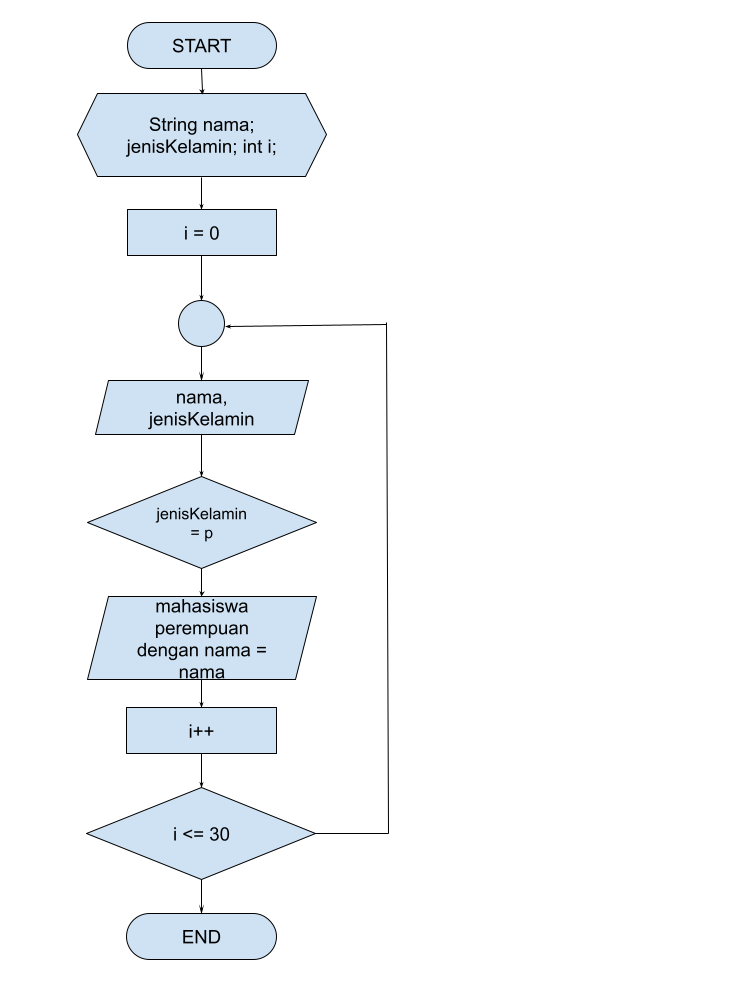 START
String nama;
jenisKelamin; int i;
i = 0
nama,
jenisKelamin
jenisKelamin
= p
mahasiswa
perempuan
dengan nama =
nama
i++
i <= 30
END